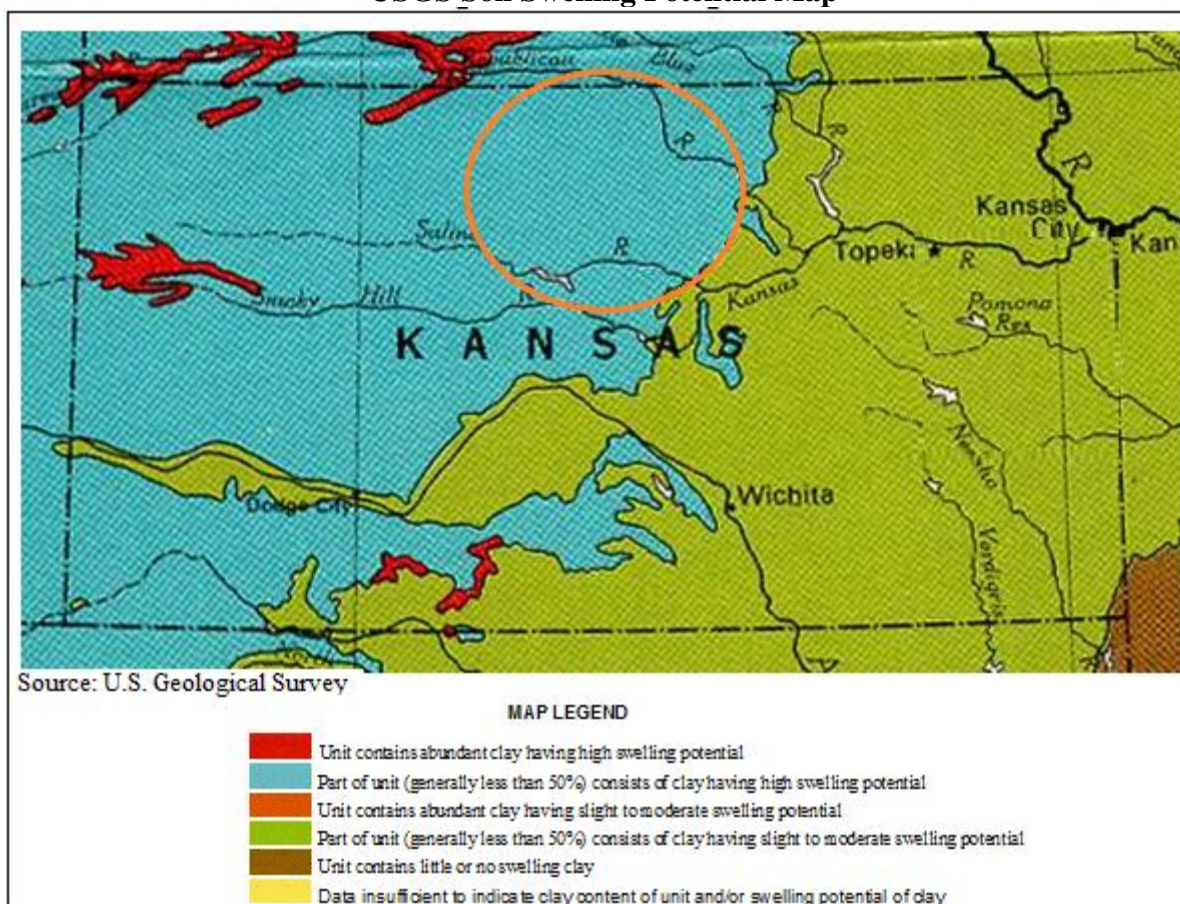 USGS Soil Swelling Potential Map
Republican
Blue
R
R
R
R
Kansas
City
Kan
Saline
R
Topeka
R
Kansas
Smoky
Hill
Pomona
Res
KANSAS
Neosho
Dodge City
Wichita
Verdigris
Source: U.S. Geological Survey
MAP LEGEND
Unit contains abundant clay having high swelling potential
Part of unit (generally less than 50%) consists of clay having high swelling potential
Unit contains abundant clay having slight to moderate swelling potential
Part of unit (generally less than 50%) consists of clay having slight to moderate swelling potential
Unit contains little or no swelling clay
Data insufficient to indicate clay content of unit and/or swelling potential of clay